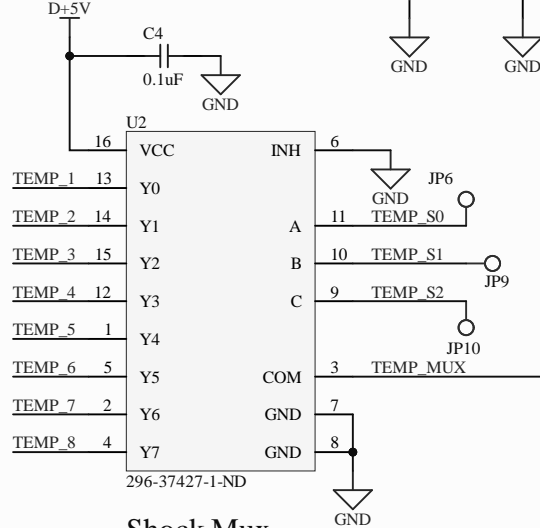 D+5V
C4
0.1uF
GND
GND
GND
U2
16 VCC INH 6
GND
TEMP_1 13 Y0
JP6
TEMP_2 14 Y1 A 11 TEMP_S0
TEMP_3 15 Y2 B 10 TEMP_S1
JP9
TEMP_4 12 Y3 C 9 TEMP_S2
TEMP_5 1 Y4
JP10
TEMP_6 5 Y5 COM 3 TEMP_MUX
TEMP_7 2 Y6 GND 7
TEMP_8 4 Y7 GND 8
296-37427-1-ND
GND
Shock Mux